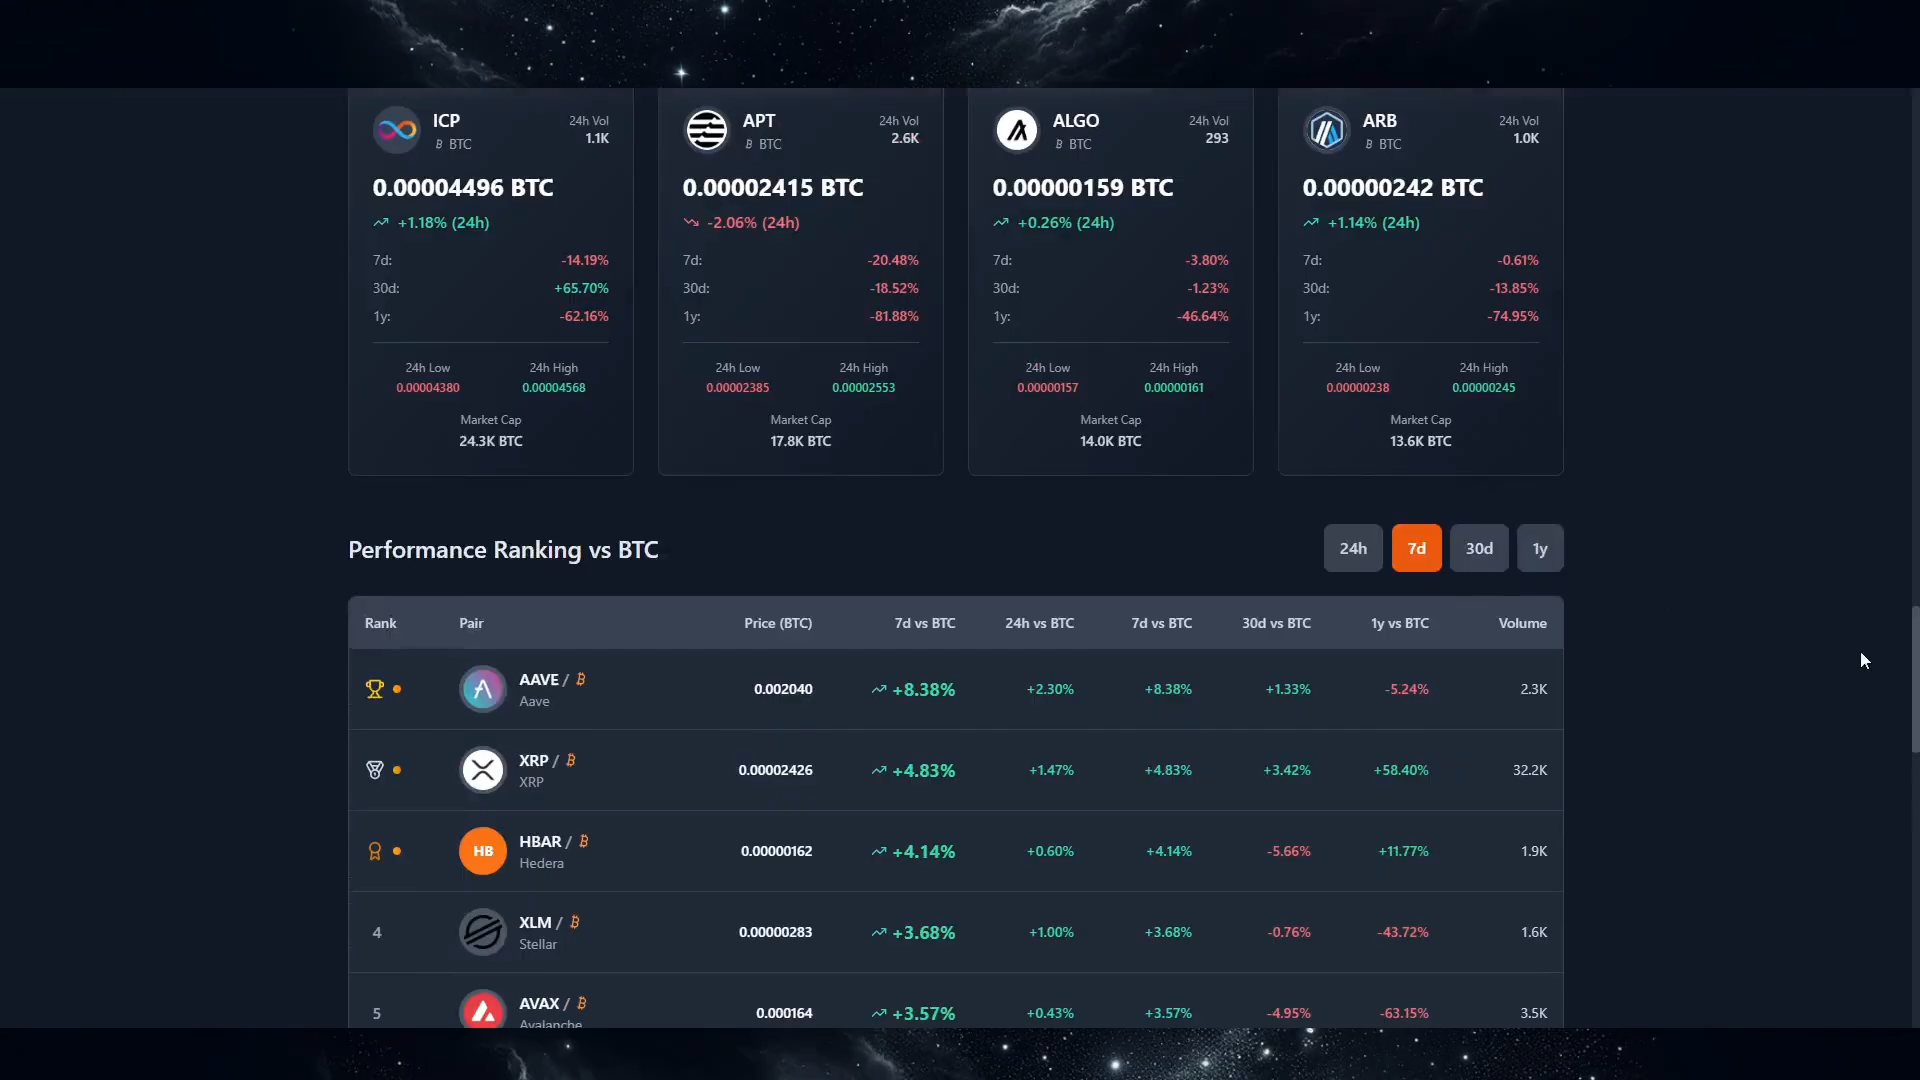 ICP
₿ BTC
24h Vol
1.1K
0.00004496 BTC
+1.18% (24h)
7d: -14.19%
30d: +65.70%
1y: -62.16%
24h Low 24h High
0.00004380 0.00004568
Market Cap
24.3K BTC
APT
₿ BTC
24h Vol
2.6K
0.00002415 BTC
-2.06% (24h)
7d: -20.48%
30d: -18.52%
1y: -81.88%
24h Low 24h High
0.00002385 0.00002553
Market Cap
17.8K BTC
ALGO
₿ BTC
24h Vol
293
0.00000159 BTC
+0.26% (24h)
7d: -3.80%
30d: -1.23%
1y: -46.64%
24h Low 24h High
0.00000157 0.00000161
Market Cap
14.0K BTC
ARB
₿ BTC
24h Vol
1.0K
0.00000242 BTC
+1.14% (24h)
7d: -0.61%
30d: -13.85%
1y: -74.95%
24h Low 24h High
0.00000238 0.00000245
Market Cap
13.6K BTC
Performance Ranking vs BTC
24h 7d 30d 1y
Rank Pair Price (BTC) 7d vs BTC 24h vs BTC 7d vs BTC 30d vs BTC 1y vs BTC Volume
AAVE / ₿ 0.002040 +8.38% +2.30% +8.38% +1.33% -5.24% 2.3K
Aave
XRP / ₿ 0.00002426 +4.83% +1.47% +4.83% +3.42% +58.40% 32.2K
XRP
HB HBAR / ₿ 0.00000162 +4.14% +0.60% +4.14% -5.66% +11.77% 1.9K
Hedera
4 XLM / ₿ 0.00000283 +3.68% +1.00% +3.68% -0.76% -43.72% 1.6K
Stellar
5 AVAX / ₿ 0.000164 +3.57% +0.43% +3.57% -4.95% -63.15% 3.5K
Avalanche